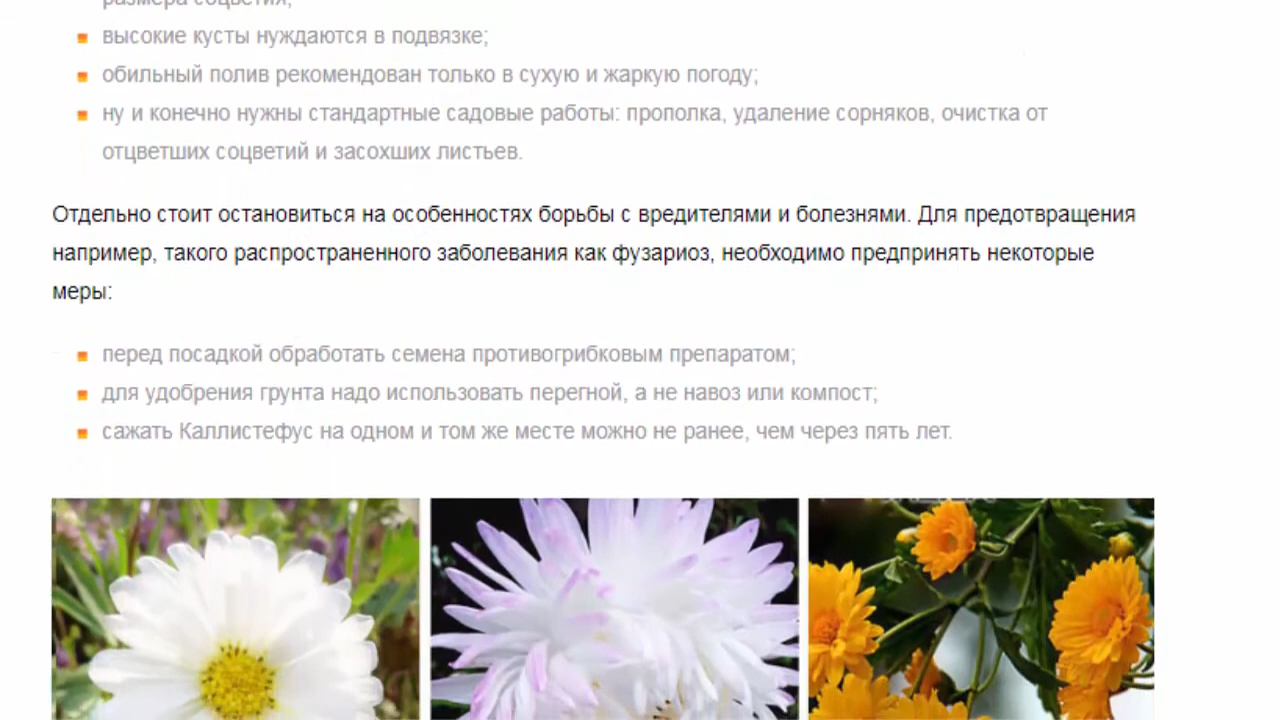 размера соцветия;
высокие кусты нуждаются в подвязке;
обильный полив рекомендован только в сухую и жаркую погоду;
ну и конечно нужны стандартные садовые работы: прополка, удаление сорняков, очистка от
отцветших соцветий и засохших листьев.
Отдельно стоит остановиться на особенностях борьбы с вредителями и болезнями. Для предотвращения
например, такого распространенного заболевания как фузариоз, необходимо предпринять некоторые
меры:
перед посадкой обработать семена противогрибковым препаратом;
для удобрения грунта надо использовать перегной, а не навоз или компост;
сажать Каллистефус на одном и том же месте можно не ранее, чем через пять лет.